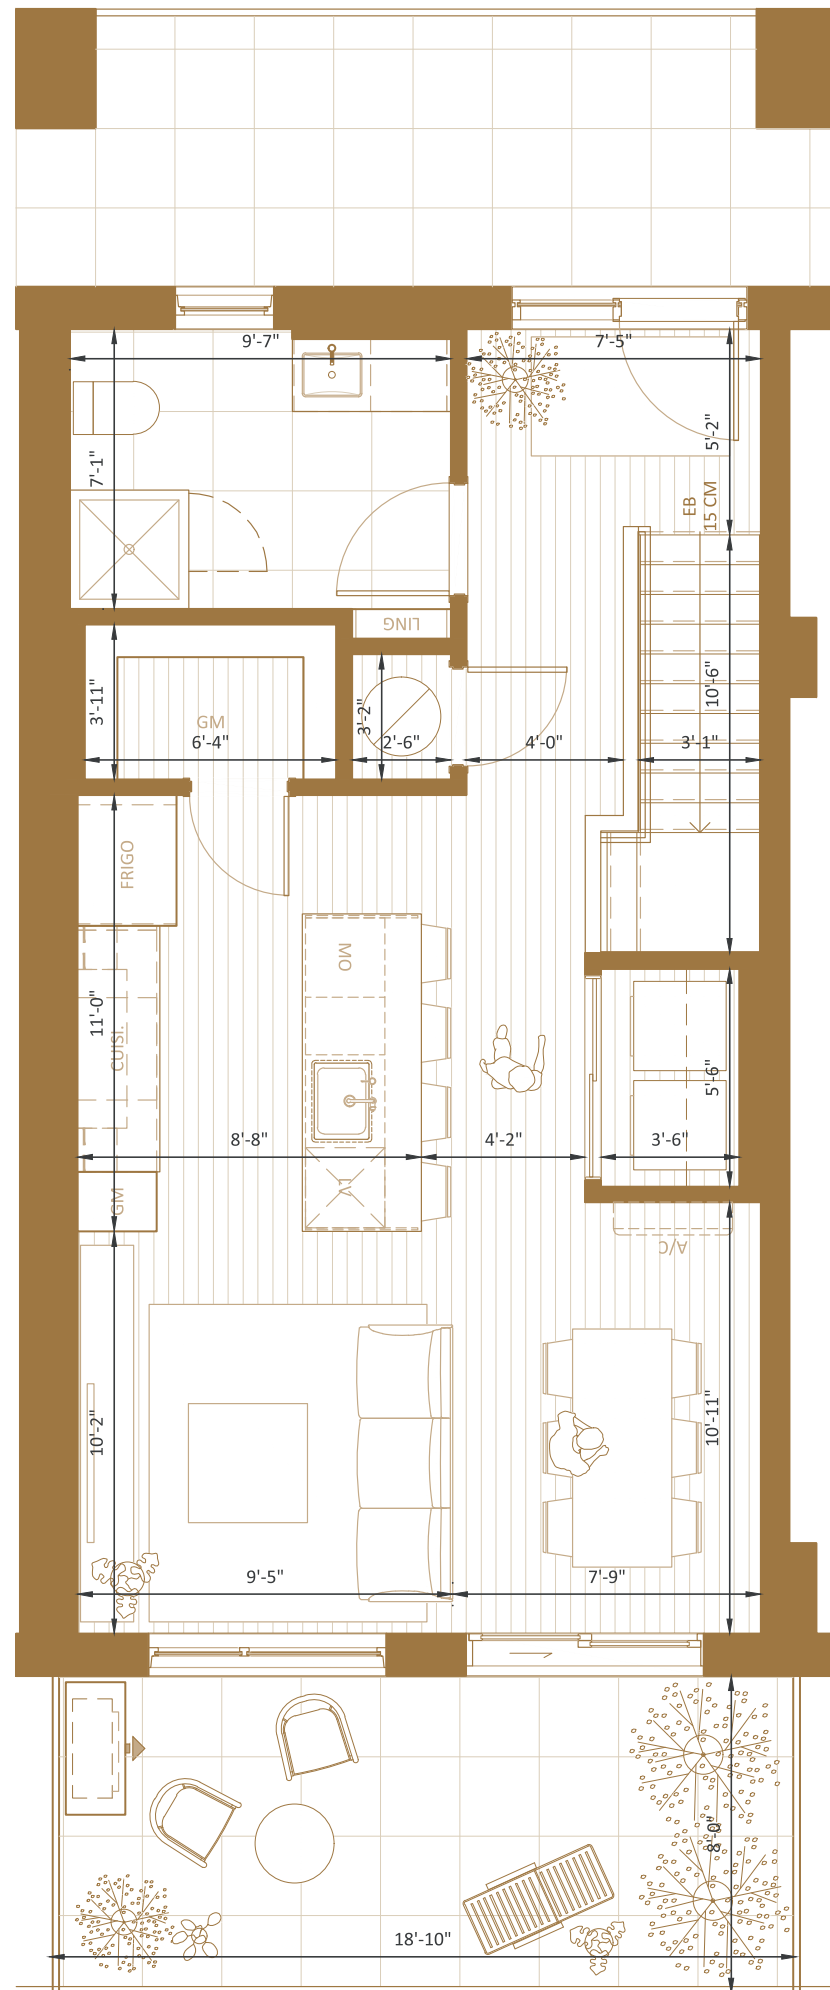 9'-7"
7'-5"
5'-2"
7'-1"
EB
15 CM
LING
3'-11"
GM
6'-4"
3'-2"
2'-6"
4'-0"
10'-6"
3'-1"
FRIGO
MO
11'-0"
CUISI.
5'-6"
8'-8"
4'-2"
3'-6"
LV
GM
A/C
10'-2"
10'-11"
9'-5"
7'-9"
8'-0"
18'-10"